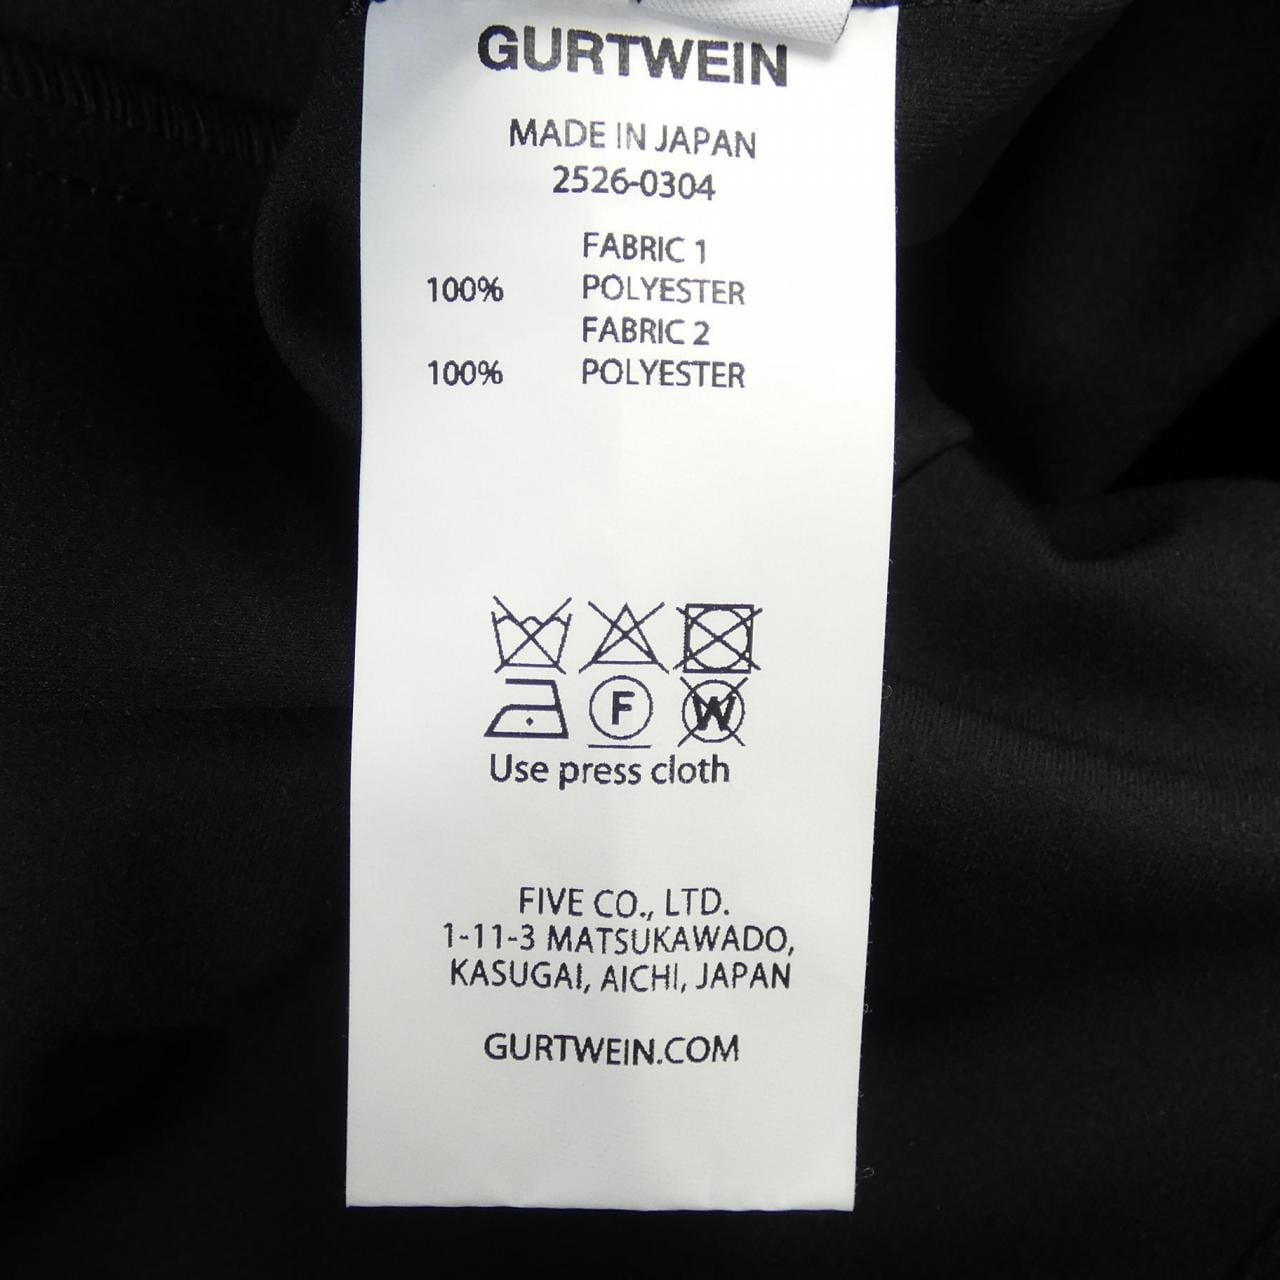 GURTWEIN
MADE IN JAPAN
2526-0304
FABRIC 1
100% POLYESTER
FABRIC 2
100% POLYESTER
F W
Use press cloth
FIVE CO., LTD.
1-11-3 MATSUKAWADO,
KASUGAI, AICHI, JAPAN
GURTWEIN.COM